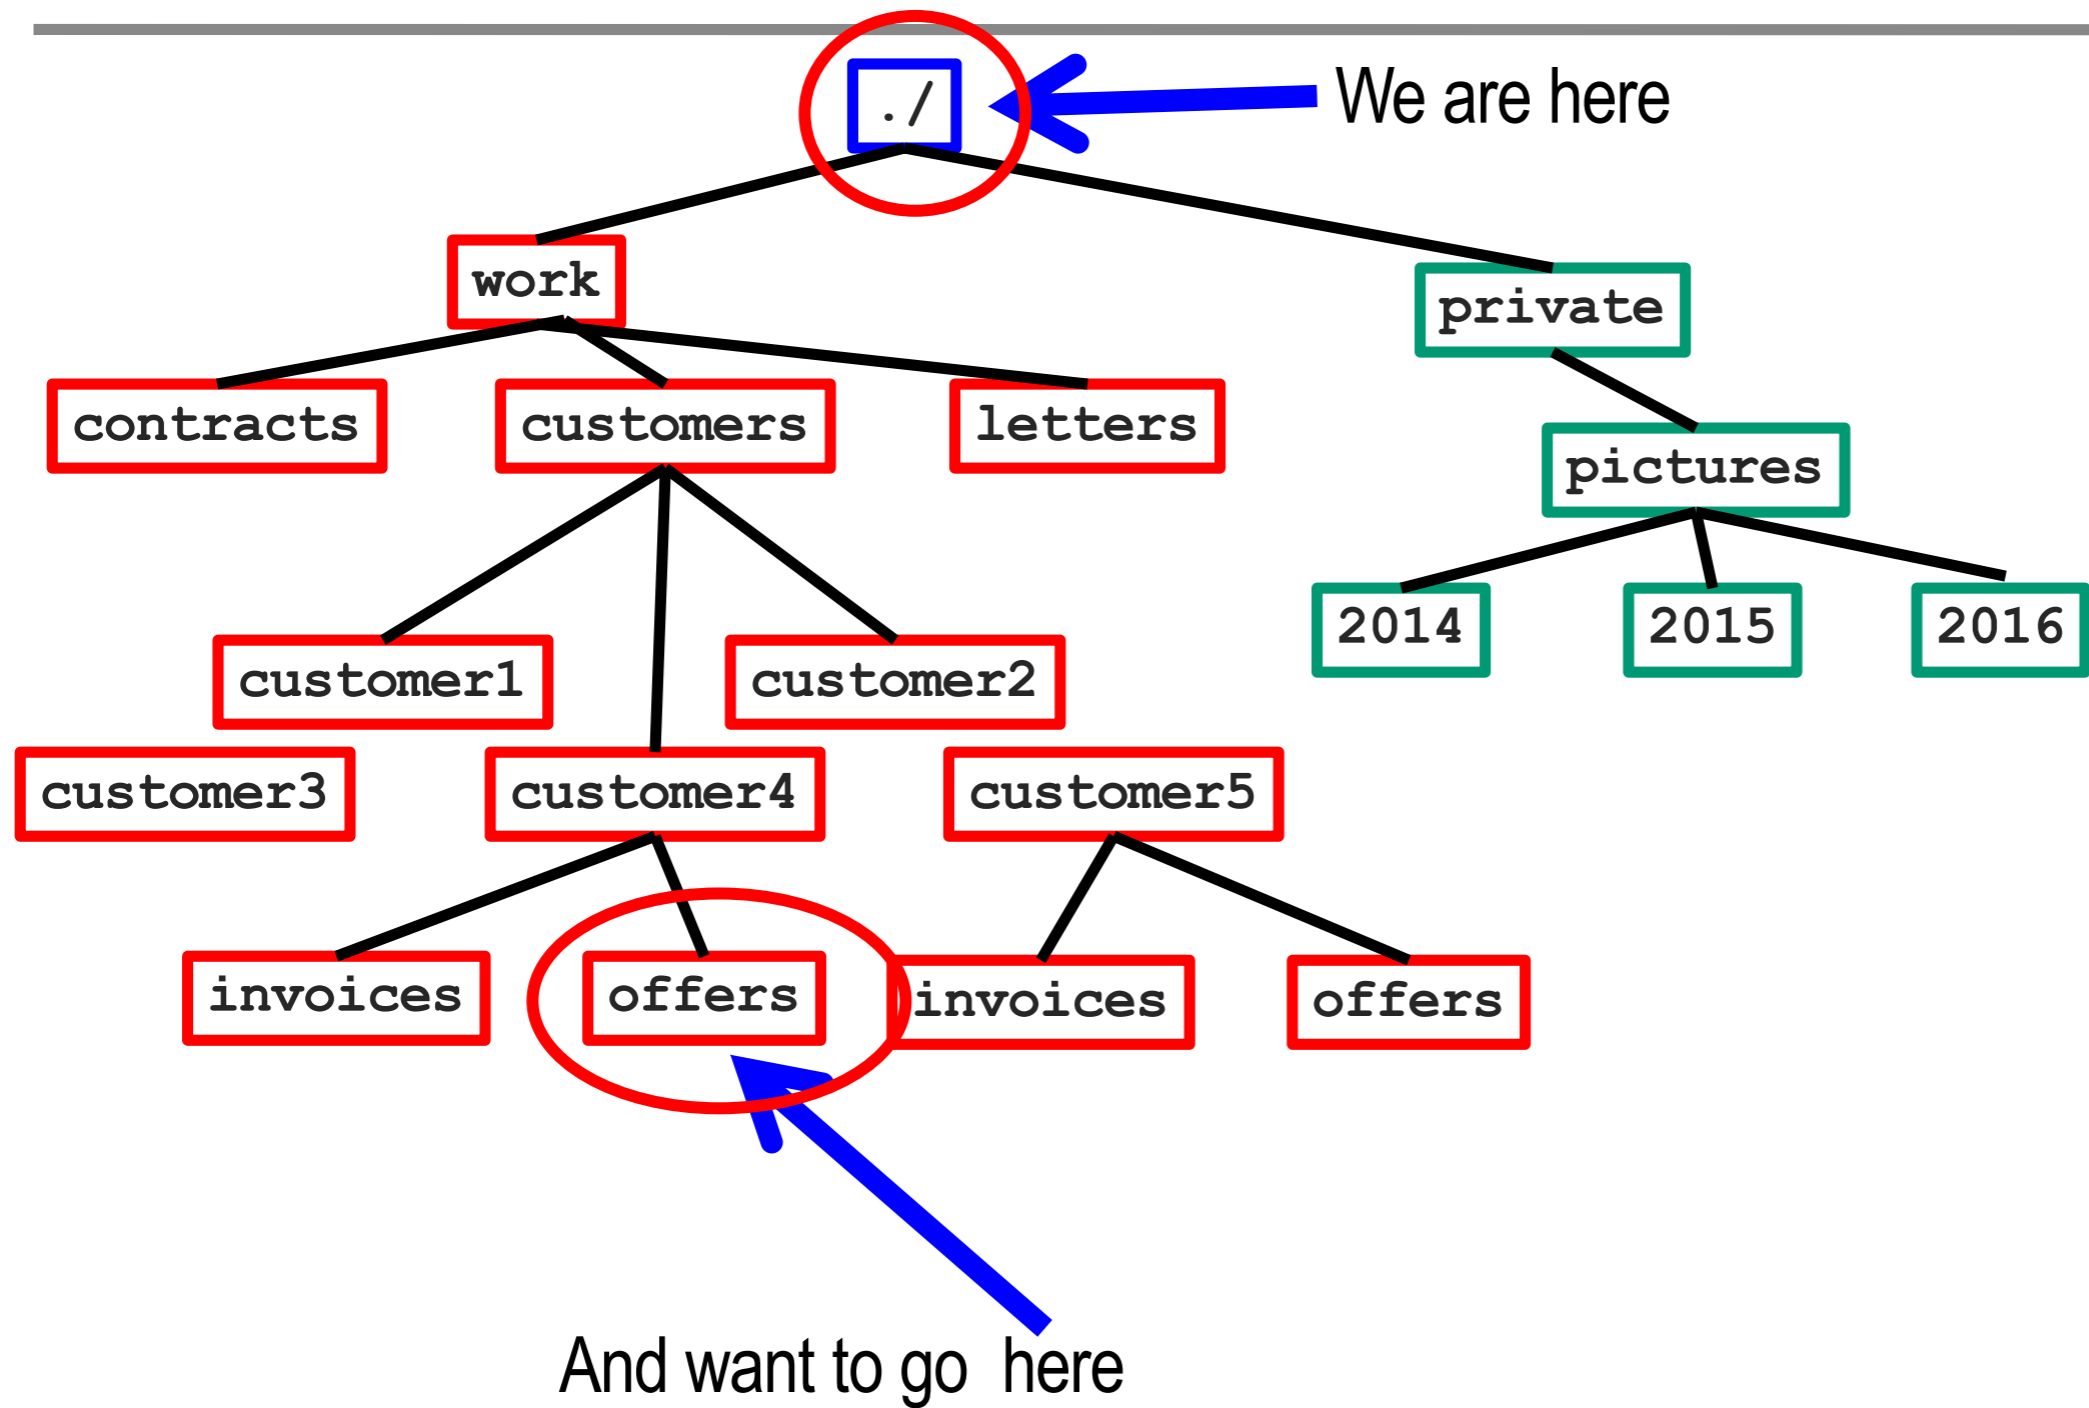 ./
We are here
work
private
contracts
customers
letters
pictures
2014
2015
2016
customer1
customer2
customer3
customer4
customer5
invoices
offers
invoices
offers
And want to go  here